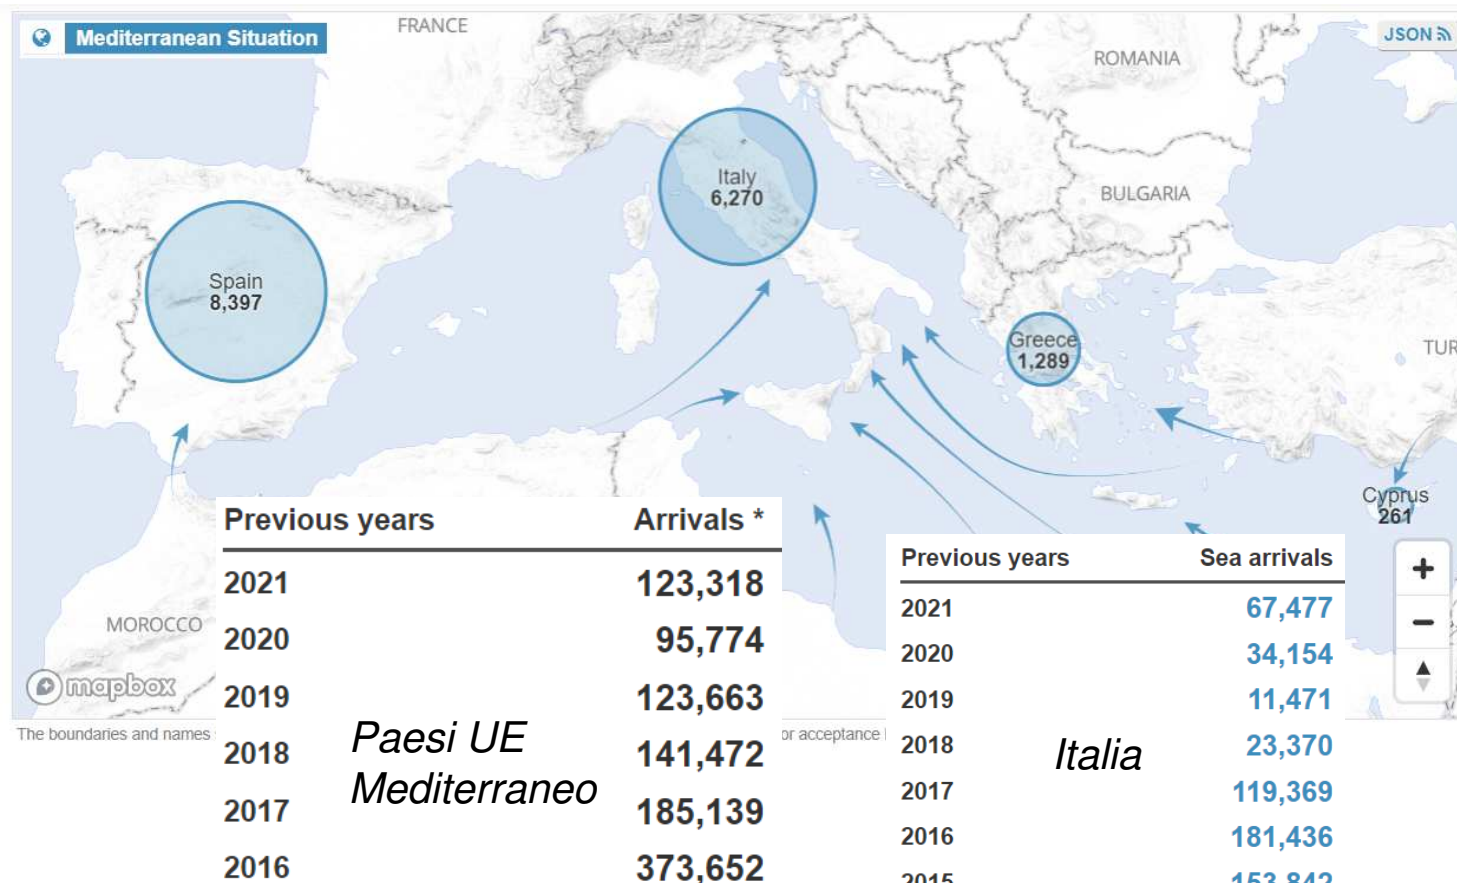 Mediterranean Situation
JSON
FRANCE
ROMANIA
Italy
6,270
BULGARIA
Spain
8,397
Greece
1,289
TUR
Cyprus
261
MOROCCO
mapbox
The boundaries and names
or acceptance
Previous years Arrivals *
2021 123,318
2020 95,774
2019 123,663
2018 141,472
2017 185,139
2016 373,652
Paesi UE
Mediterraneo
Previous years Sea arrivals
2021 67,477
2020 34,154
2019 11,471
2018 23,370
2017 119,369
2016 181,436
2015 153,842
Italia
+
−